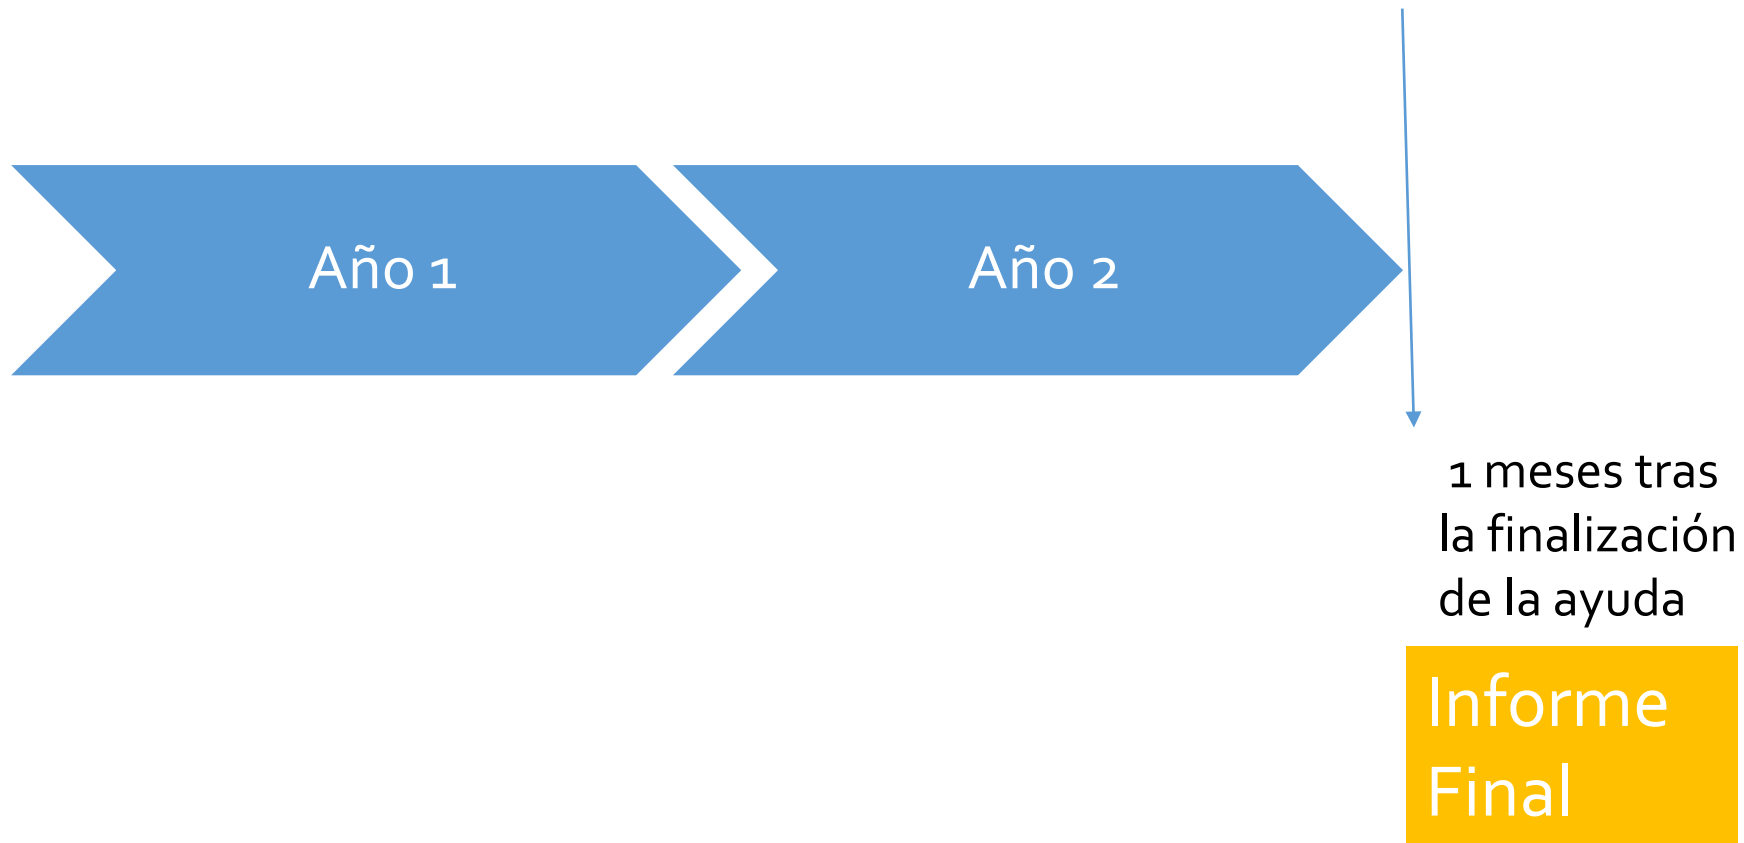 Año 1
Año 2
1 meses tras
la finalización
de la ayuda
Informe
Final